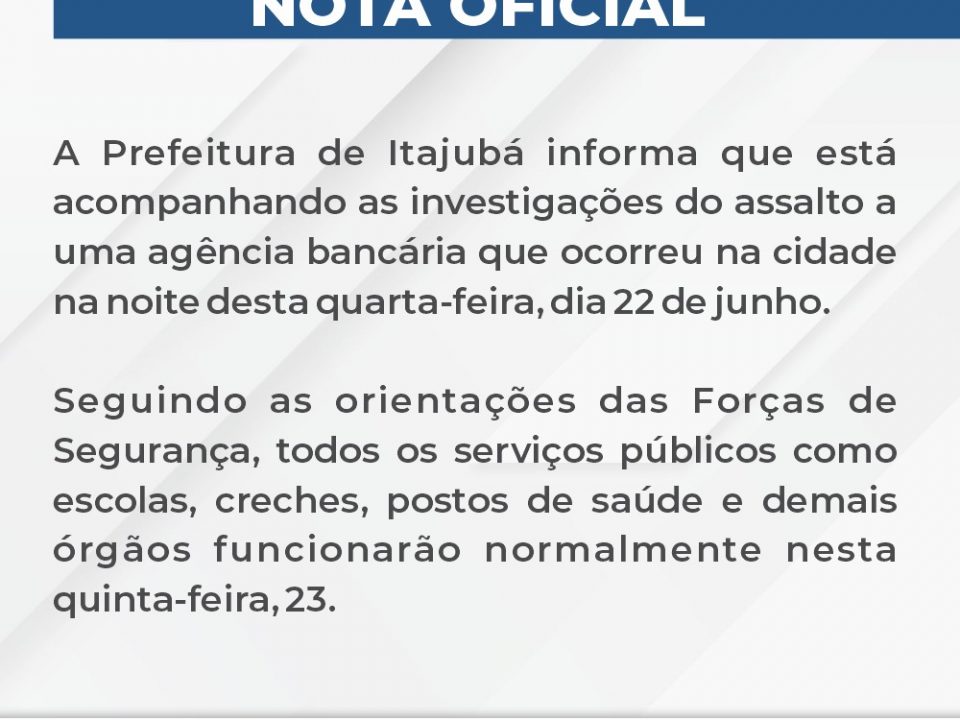 NOTA OFICIAL
A Prefeitura de Itajubá informa que está
acompanhando as investigações do assalto a
uma agência bancária que ocorreu na cidade
na noite desta quarta-feira, dia 22 de junho.
Seguindo as orientações das Forças de
Segurança, todos os serviços públicos como
escolas, creches, postos de saúde e demais
órgãos funcionarão normalmente nesta
quinta-feira, 23.